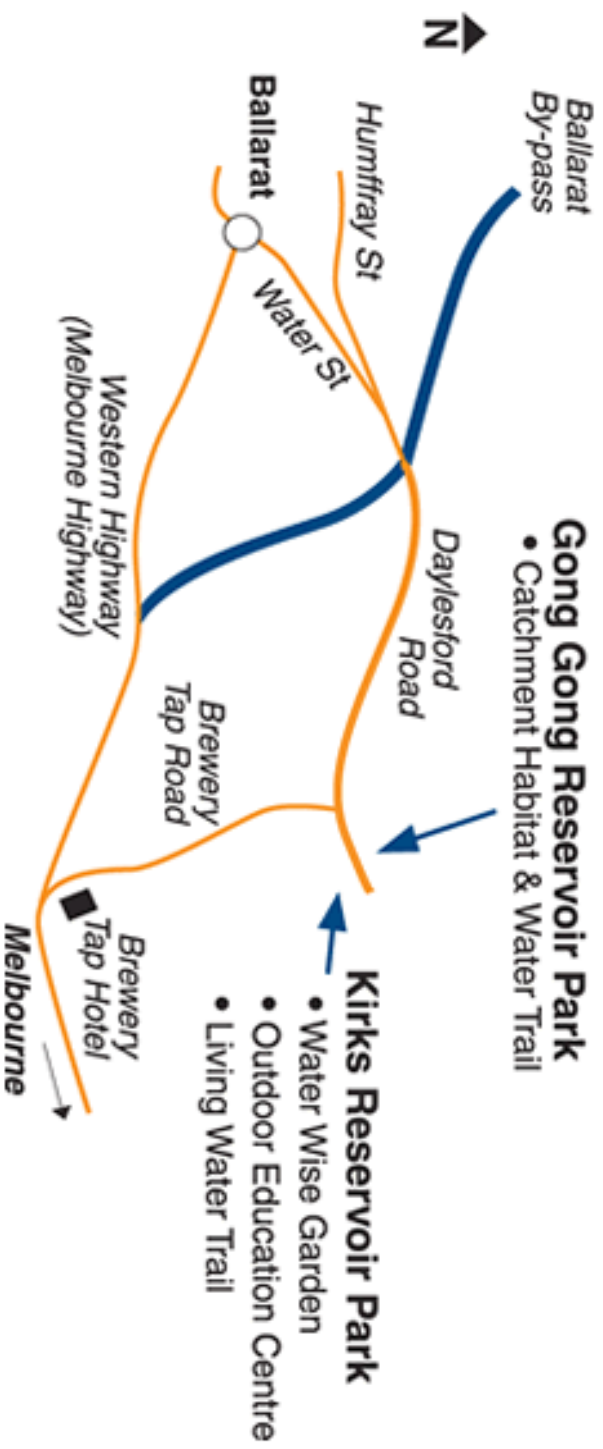 N
Ballarat
By-pass
Gong Gong Reservoir Park
• Catchment Habitat & Water Trail
Humffray St
Daylesford
Road
Kirks Reservoir Park
• Water Wise Garden
• Outdoor Education Centre
• Living Water Trail
Ballarat
Water St
Brewery
Tap Road
Western Highway
(Melbourne Highway)
Brewery
Tap Hotel
Melbourne